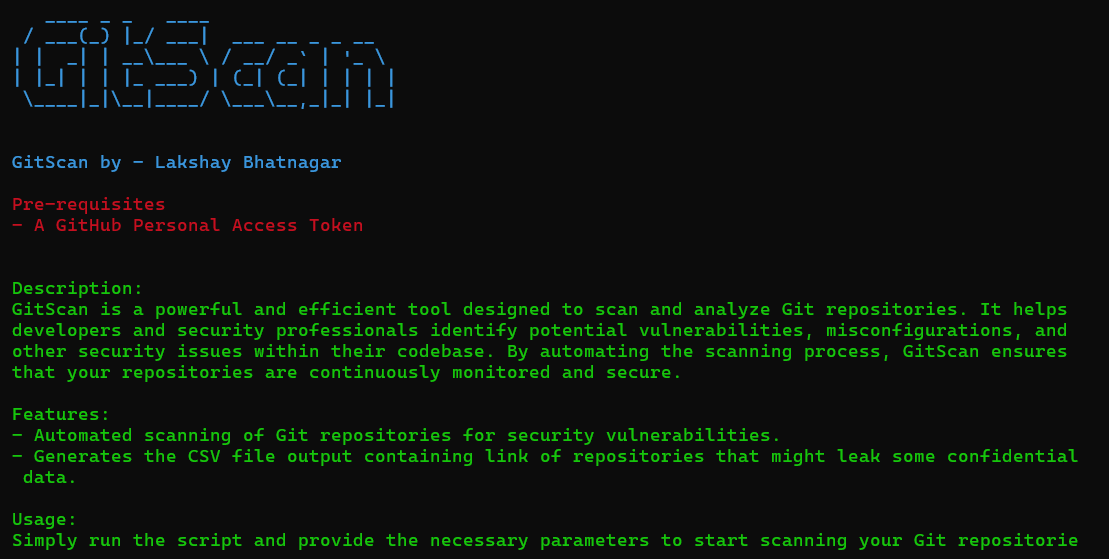 GitScan
GitScan by - Lakshay Bhatnagar
Pre-requisites
- A GitHub Personal Access Token
Description:
GitScan is a powerful and efficient tool designed to scan and analyze Git repositories. It helps
developers and security professionals identify potential vulnerabilities, misconfigurations, and
other security issues within their codebase. By automating the scanning process, GitScan ensures
that your repositories are continuously monitored and secure.
Features:
- Automated scanning of Git repositories for security vulnerabilities.
- Generates the CSV file output containing link of repositories that might leak some confidential
data.
Usage:
Simply run the script and provide the necessary parameters to start scanning your Git repositorie